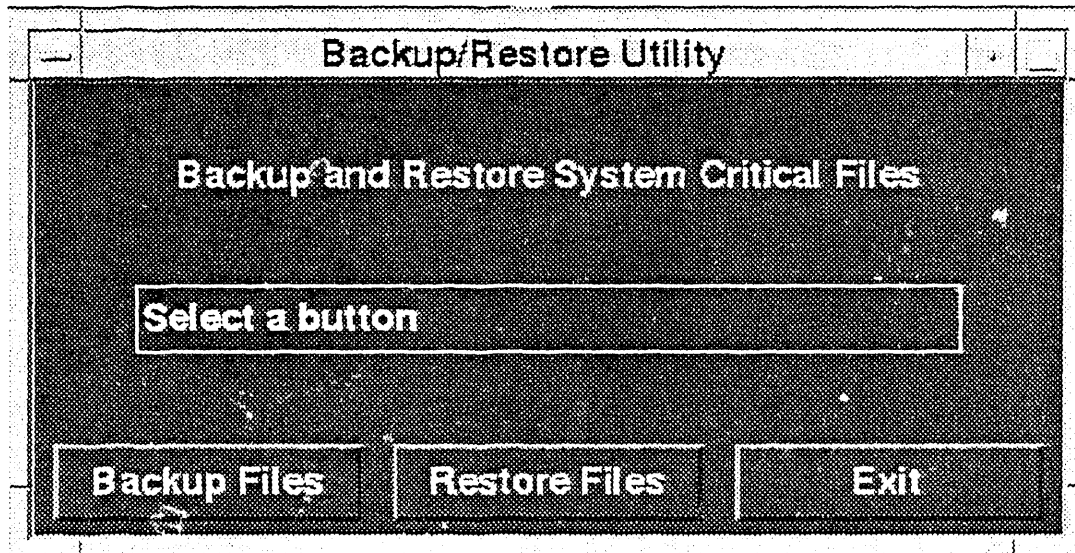 Backup/Restore Utility
Backup and Restore System Critical Files
Select a button
Backup Files
Restore Files
Exit